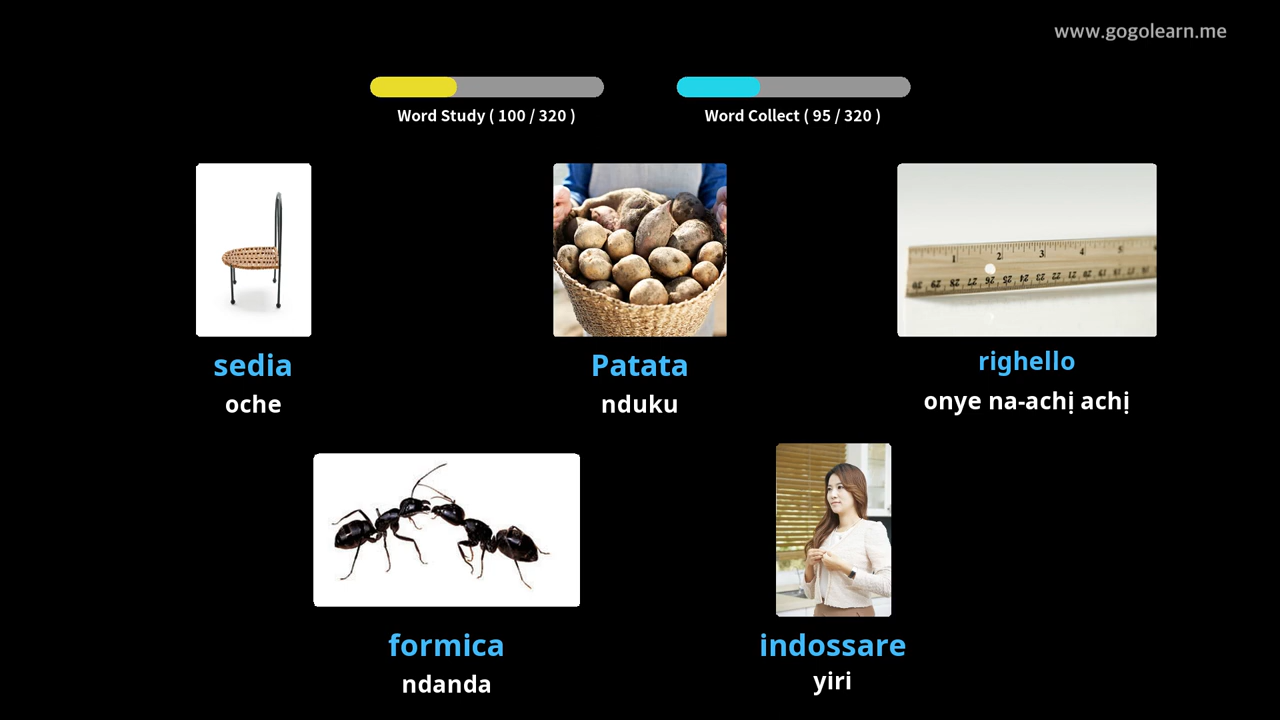 www.gogolearn.me
Word Study ( 100 / 320 )
Word Collect ( 95 / 320 )
sedia
oche
Patata
nduku
righello
onye na-achị achị
formica
ndanda
indossare
yiri